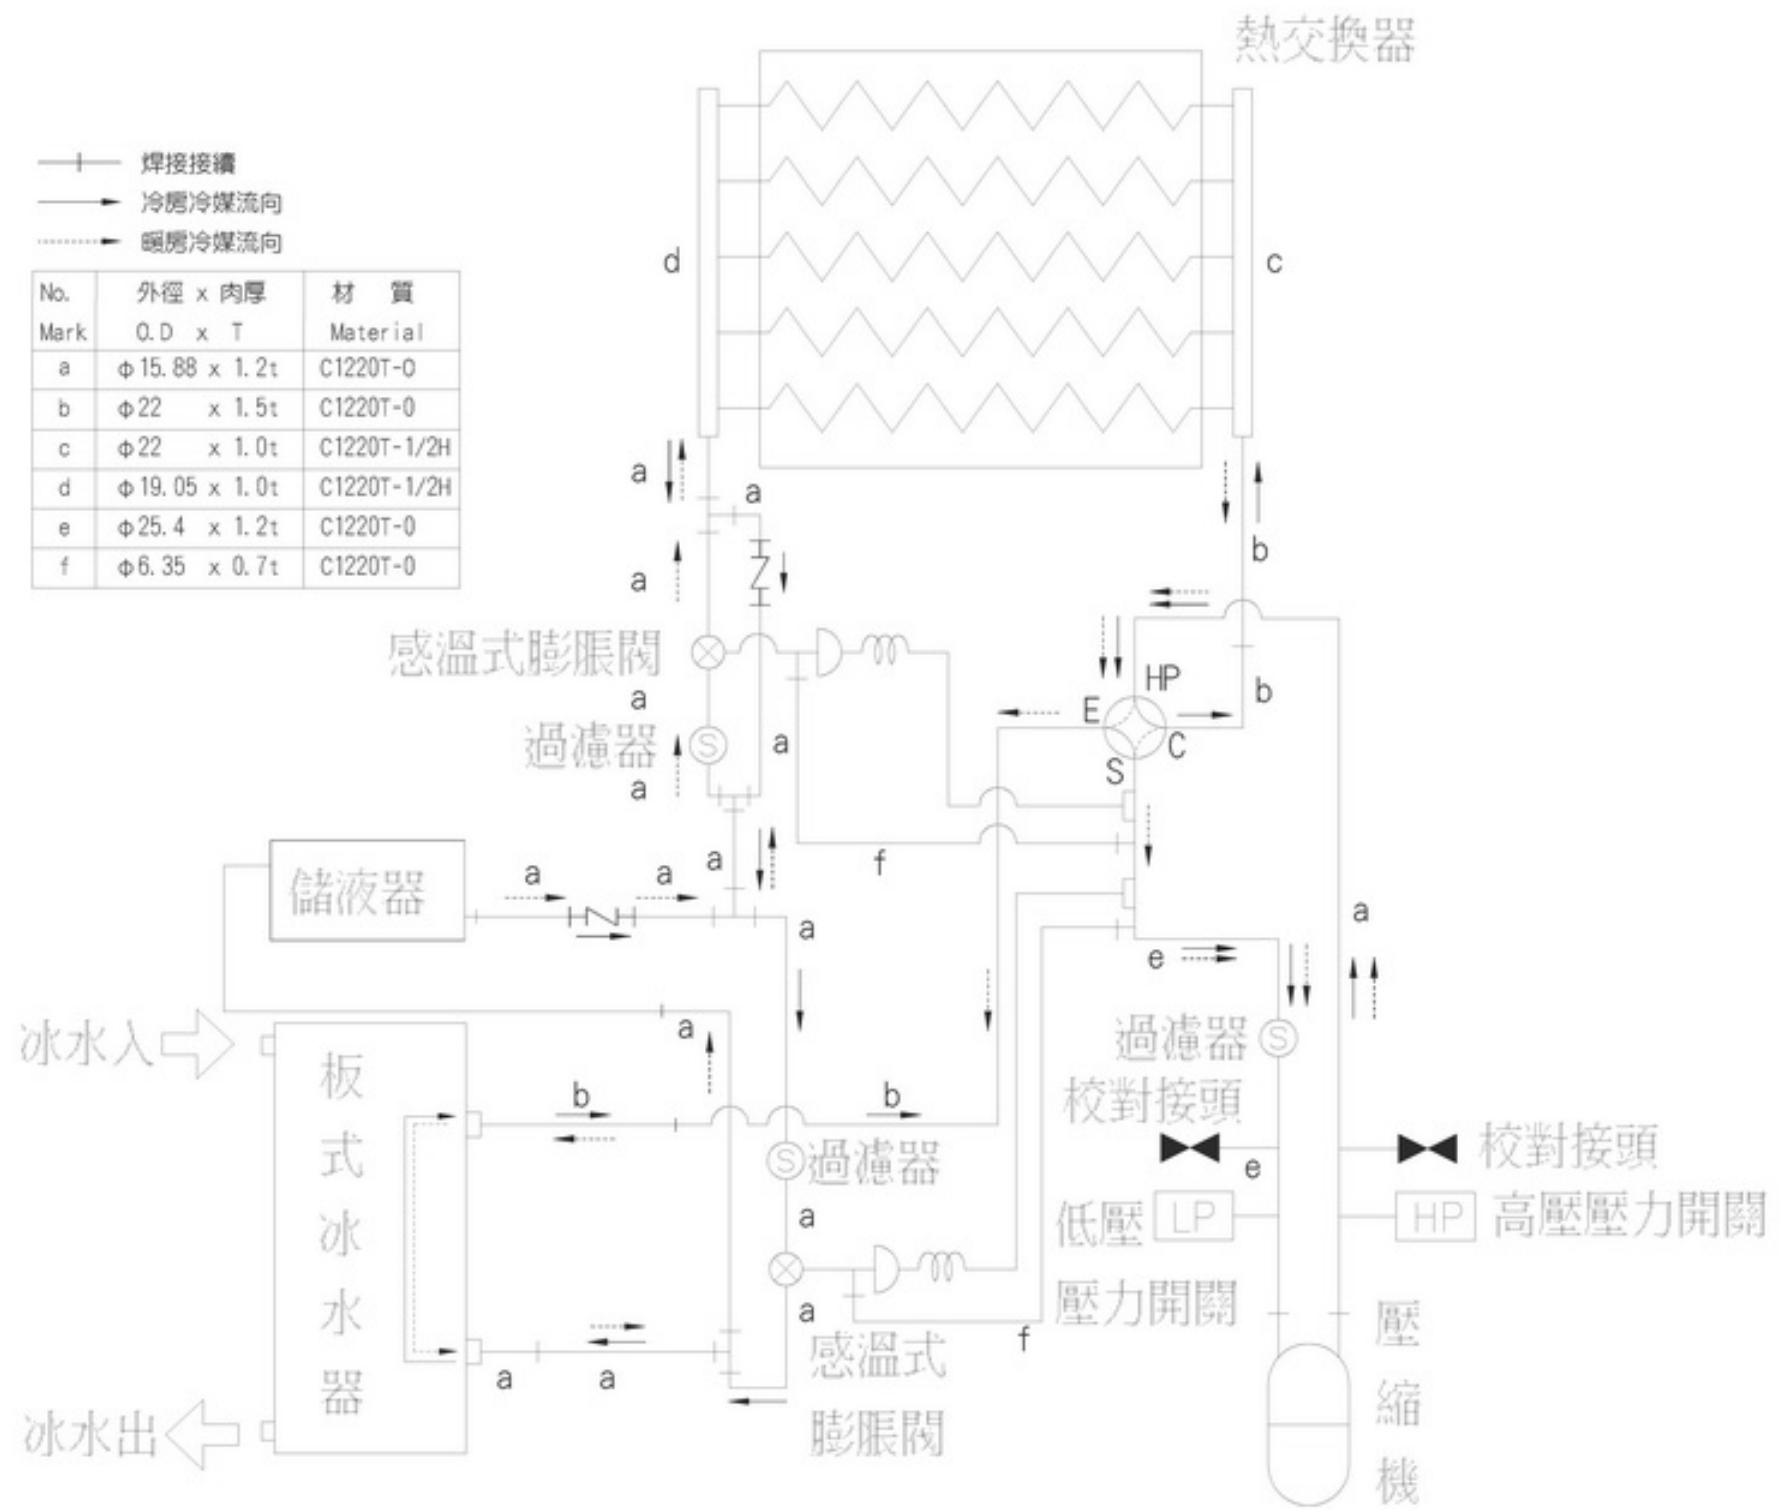 熱交換器
焊接接續
冷房冷媒流向
暖房冷媒流向
No. 外徑 x 肉厚 材 質
Mark O.D x T Material
a φ15.88 x 1.2t C1220T-O
b φ22 x 1.5t C1220T-O
c φ22 x 1.0t C1220T-1/2H
d φ19.05 x 1.0t C1220T-1/2H
e φ25.4 x 1.2t C1220T-O
f φ6.35 x 0.7t C1220T-O
d
c
a
a
b
a
感溫式膨脹閥
HP
b
a
E
C
過濾器
S
a
S
a
a
f
儲液器
a
a
a
a
e
冰水入
a
過濾器
S
校對接頭
板式冰水器
b
b
S
過濾器
e
校對接頭
a
低壓
壓力開關
LP
HP
高壓壓力開關
a
感溫式
膨脹閥
f
a
a
冰水出
壓縮機